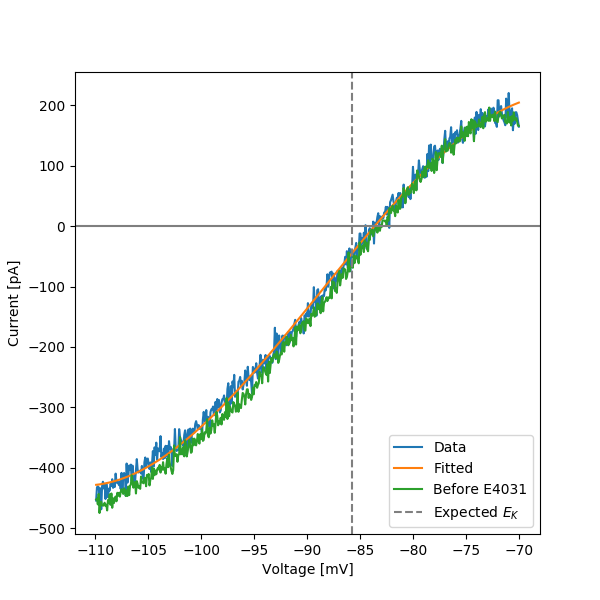 200
100
0
−100
−200
−300
−400
−500
Current [pA]
−110 −105 −100 −95 −90 −85 −80 −75 −70
Voltage [mV]
Data
Fitted
Before E4031
Expected E_K